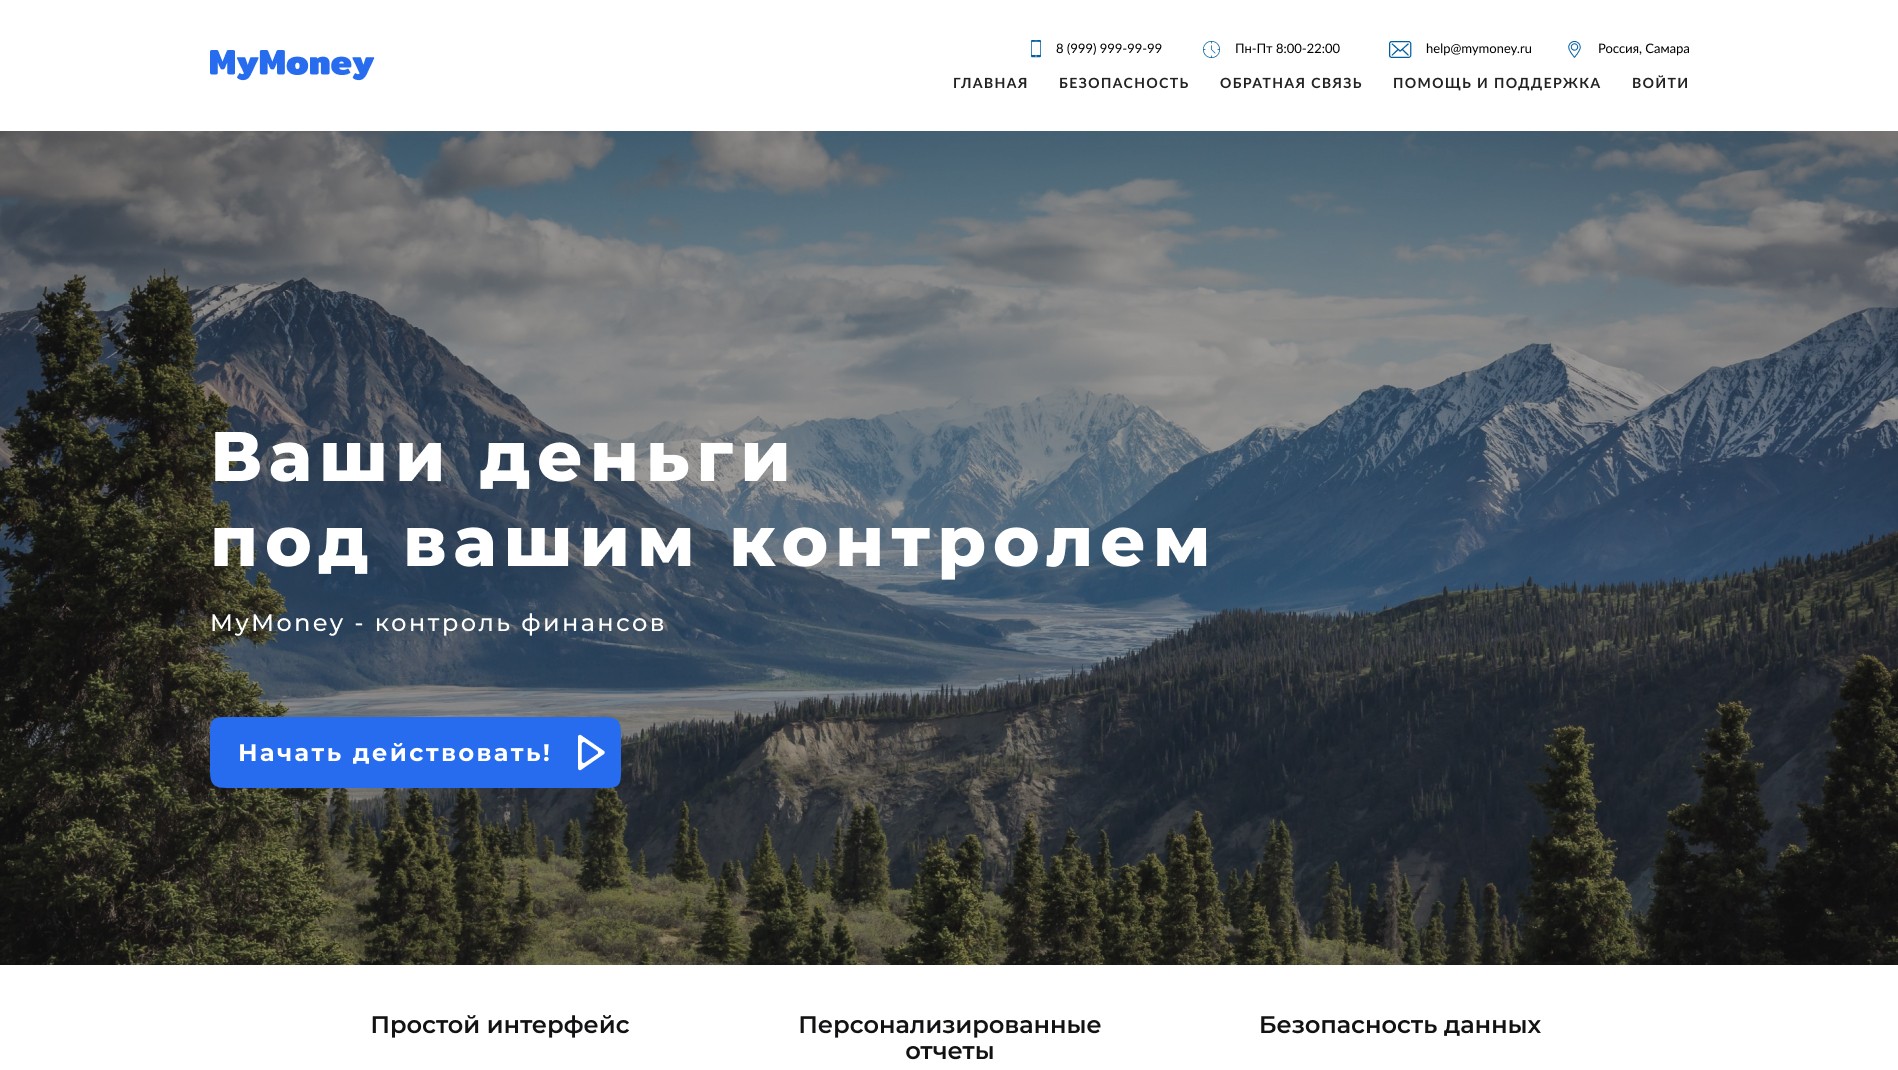 MyMoney
8 (999) 999-99-99
Пн-Пт 8:00-22:00
help@mymoney.ru
Россия, Самара
ГЛАВНАЯ
БЕЗОПАСНОСТЬ
ОБРАТНАЯ СВЯЗЬ
ПОМОЩЬ И ПОДДЕРЖКА
ВОЙТИ
Ваши деньги
под вашим контролем
MyMoney - контроль финансов
Начать действовать!
Простой интерфейс
Персонализированные
отчеты
Безопасность данных